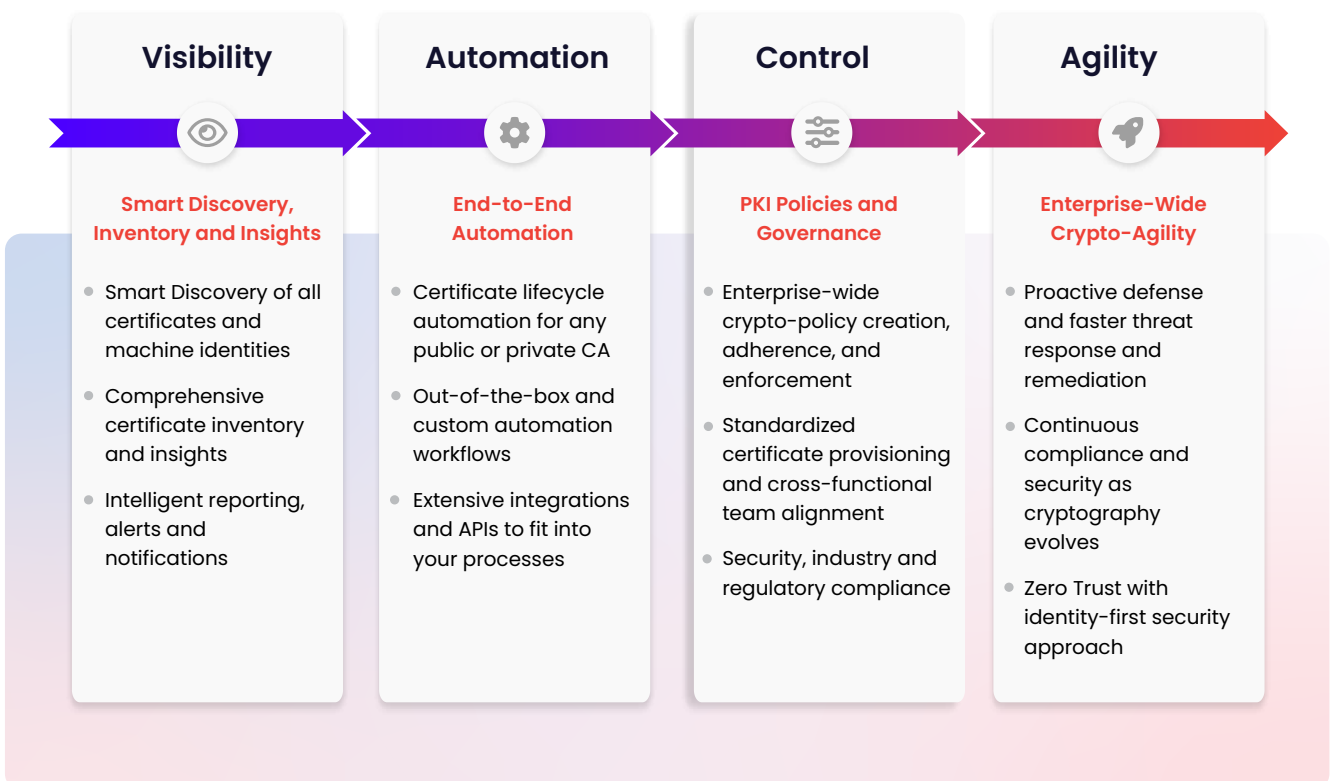 Visibility
Smart Discovery,
Inventory and Insights
Smart Discovery of all
certificates and
machine identities
Comprehensive
certificate inventory
and insights
Intelligent reporting,
alerts and
notifications
Automation
End-to-End
Automation
Certificate lifecycle
automation for any
public or private CA
Out-of-the-box and
custom automation
workflows
Extensive integrations
and APIs to fit into
your processes
Control
PKI Policies and
Governance
Enterprise-wide
crypto-policy creation,
adherence, and
enforcement
Standardized
certificate provisioning
and cross-functional
team alignment
Security, industry and
regulatory compliance
Agility
Enterprise-Wide
Crypto-Agility
Proactive defense
and faster threat
response and
remediation
Continuous
compliance and
security as
cryptography
evolves
Zero Trust with
identity-first security
approach